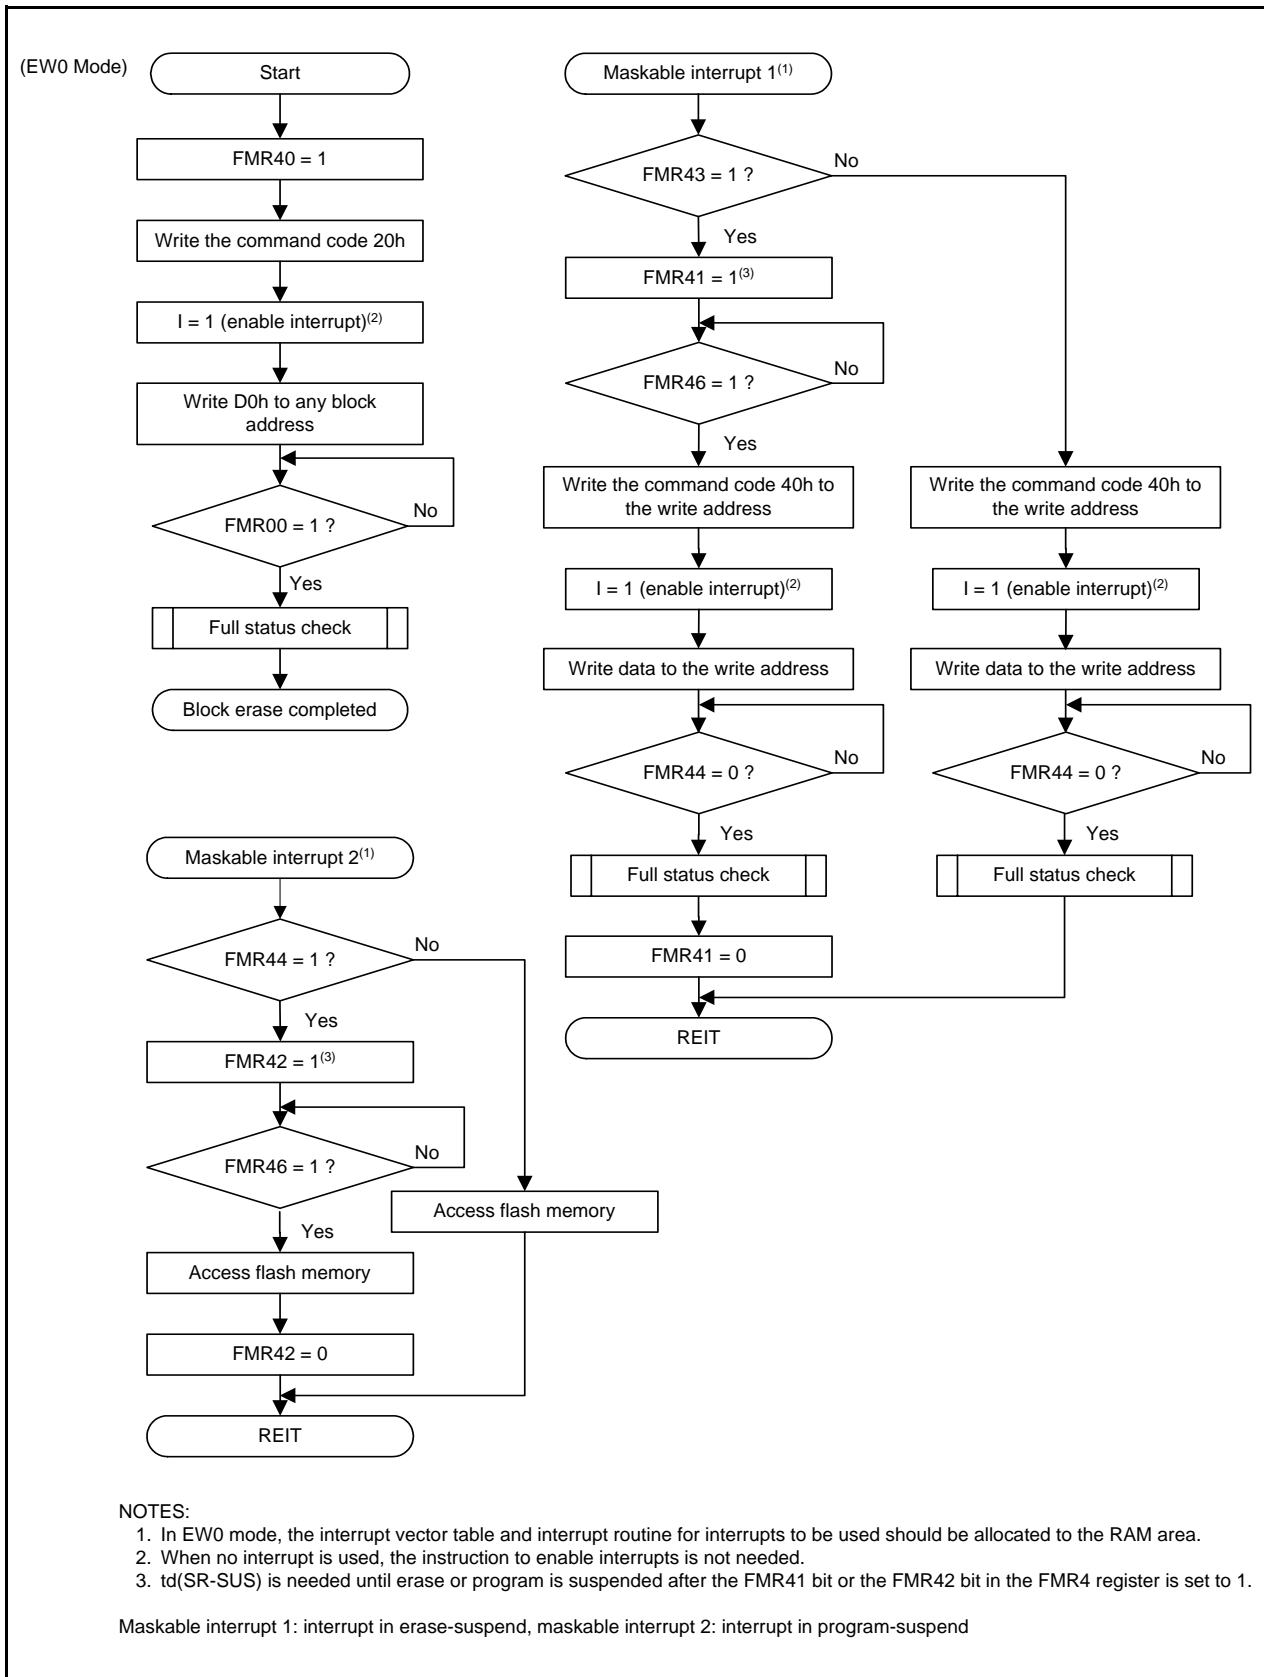 (EW0 Mode)
Start
FMR40 = 1
Write the command code 20h
I = 1 (enable interrupt)(2)
Write D0h to any block
address
FMR00 = 1 ?
No
Yes
Full status check
Block erase completed
Maskable interrupt 1(1)
FMR43 = 1 ?
No
Yes
FMR41 = 1(3)
FMR46 = 1 ?
No
Yes
Write the command code 40h to
the write address
I = 1 (enable interrupt)(2)
Write data to the write address
FMR44 = 0 ?
No
Yes
Full status check
FMR41 = 0
REIT
Write the command code 40h to
the write address
I = 1 (enable interrupt)(2)
Write data to the write address
FMR44 = 0 ?
No
Yes
Full status check
Maskable interrupt 2(1)
FMR44 = 1 ?
No
Yes
FMR42 = 1(3)
FMR46 = 1 ?
No
Yes
Access flash memory
FMR42 = 0
REIT
Access flash memory
NOTES:
1. In EW0 mode, the interrupt vector table and interrupt routine for interrupts to be used should be allocated to the RAM area.
2. When no interrupt is used, the instruction to enable interrupts is not needed.
3. td(SR-SUS) is needed until erase or program is suspended after the FMR41 bit or the FMR42 bit in the FMR4 register is set to 1.
Maskable interrupt 1: interrupt in erase-suspend, maskable interrupt 2: interrupt in program-suspend